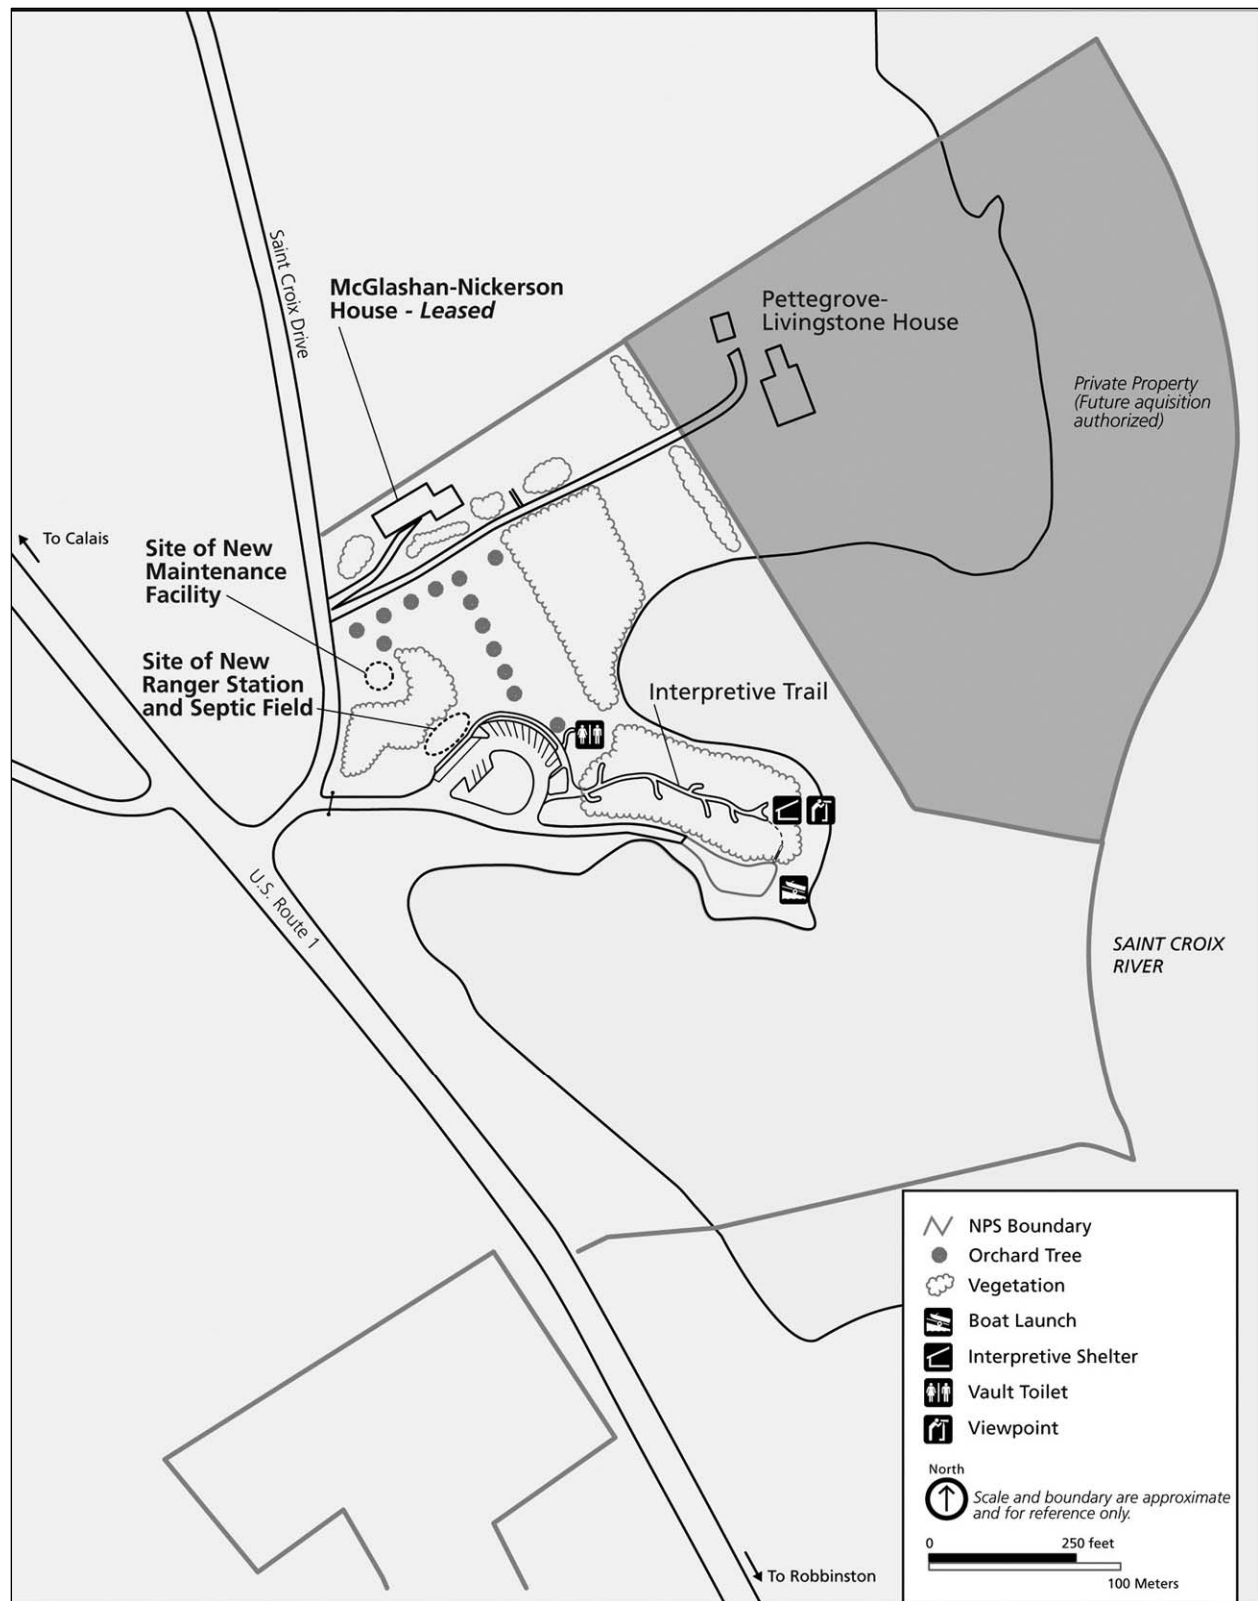 Saint Croix Drive
McGlashan-Nickerson
House - Leased
Pettegrove-
Livingstone House
Private Property
(Future aquisition
authorized)
To Calais
Site of New
Maintenance
Facility
Site of New
Ranger Station
and Septic Field
Interpretive Trail
U.S. Route 1
SAINT CROIX
RIVER
NPS Boundary
Orchard Tree
Vegetation
Boat Launch
Interpretive Shelter
Vault Toilet
Viewpoint
North
Scale and boundary are approximate
and for reference only.
0 250 feet
100 Meters
To Robbinston